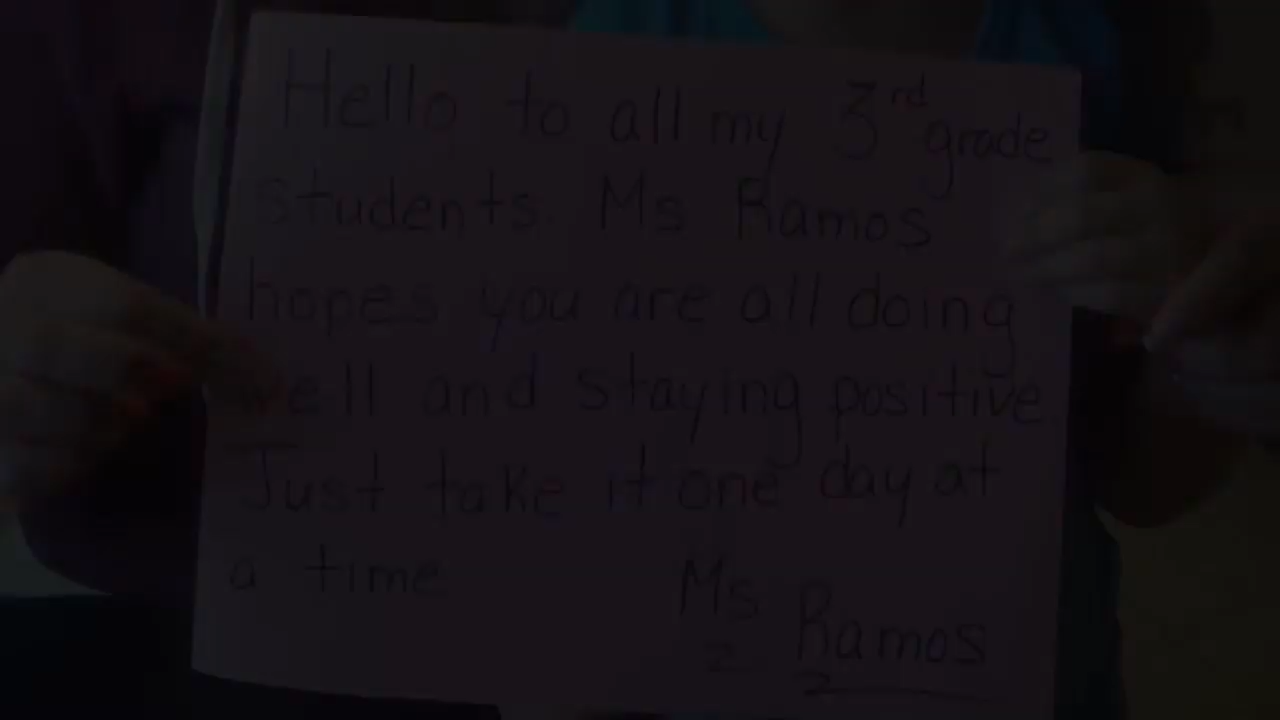 Hello to all my 3rd grade
students. Ms Ramos
hopes you are all doing
well and staying positive
Just take it one day at
a time
Ms Ramos